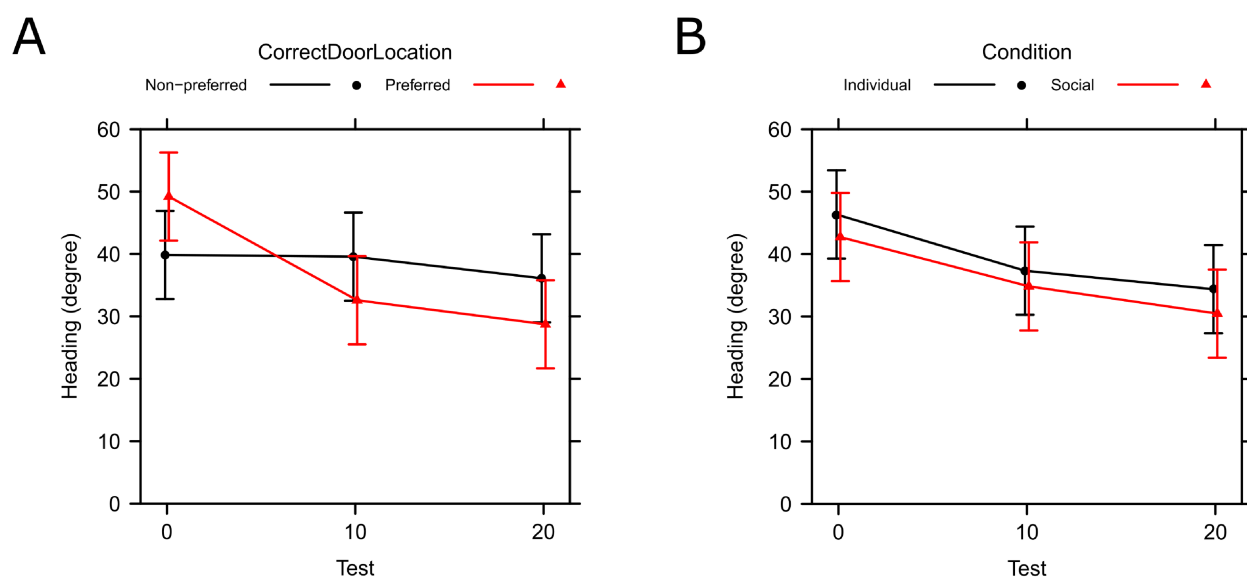 A
CorrectDoorLocation
Non-preferred Preferred
60
50
40
30
20
10
0
Heading (degree)
0 10 20
Test
B
Condition
Individual Social
60
50
40
30
20
10
0
Heading (degree)
0 10 20
Test